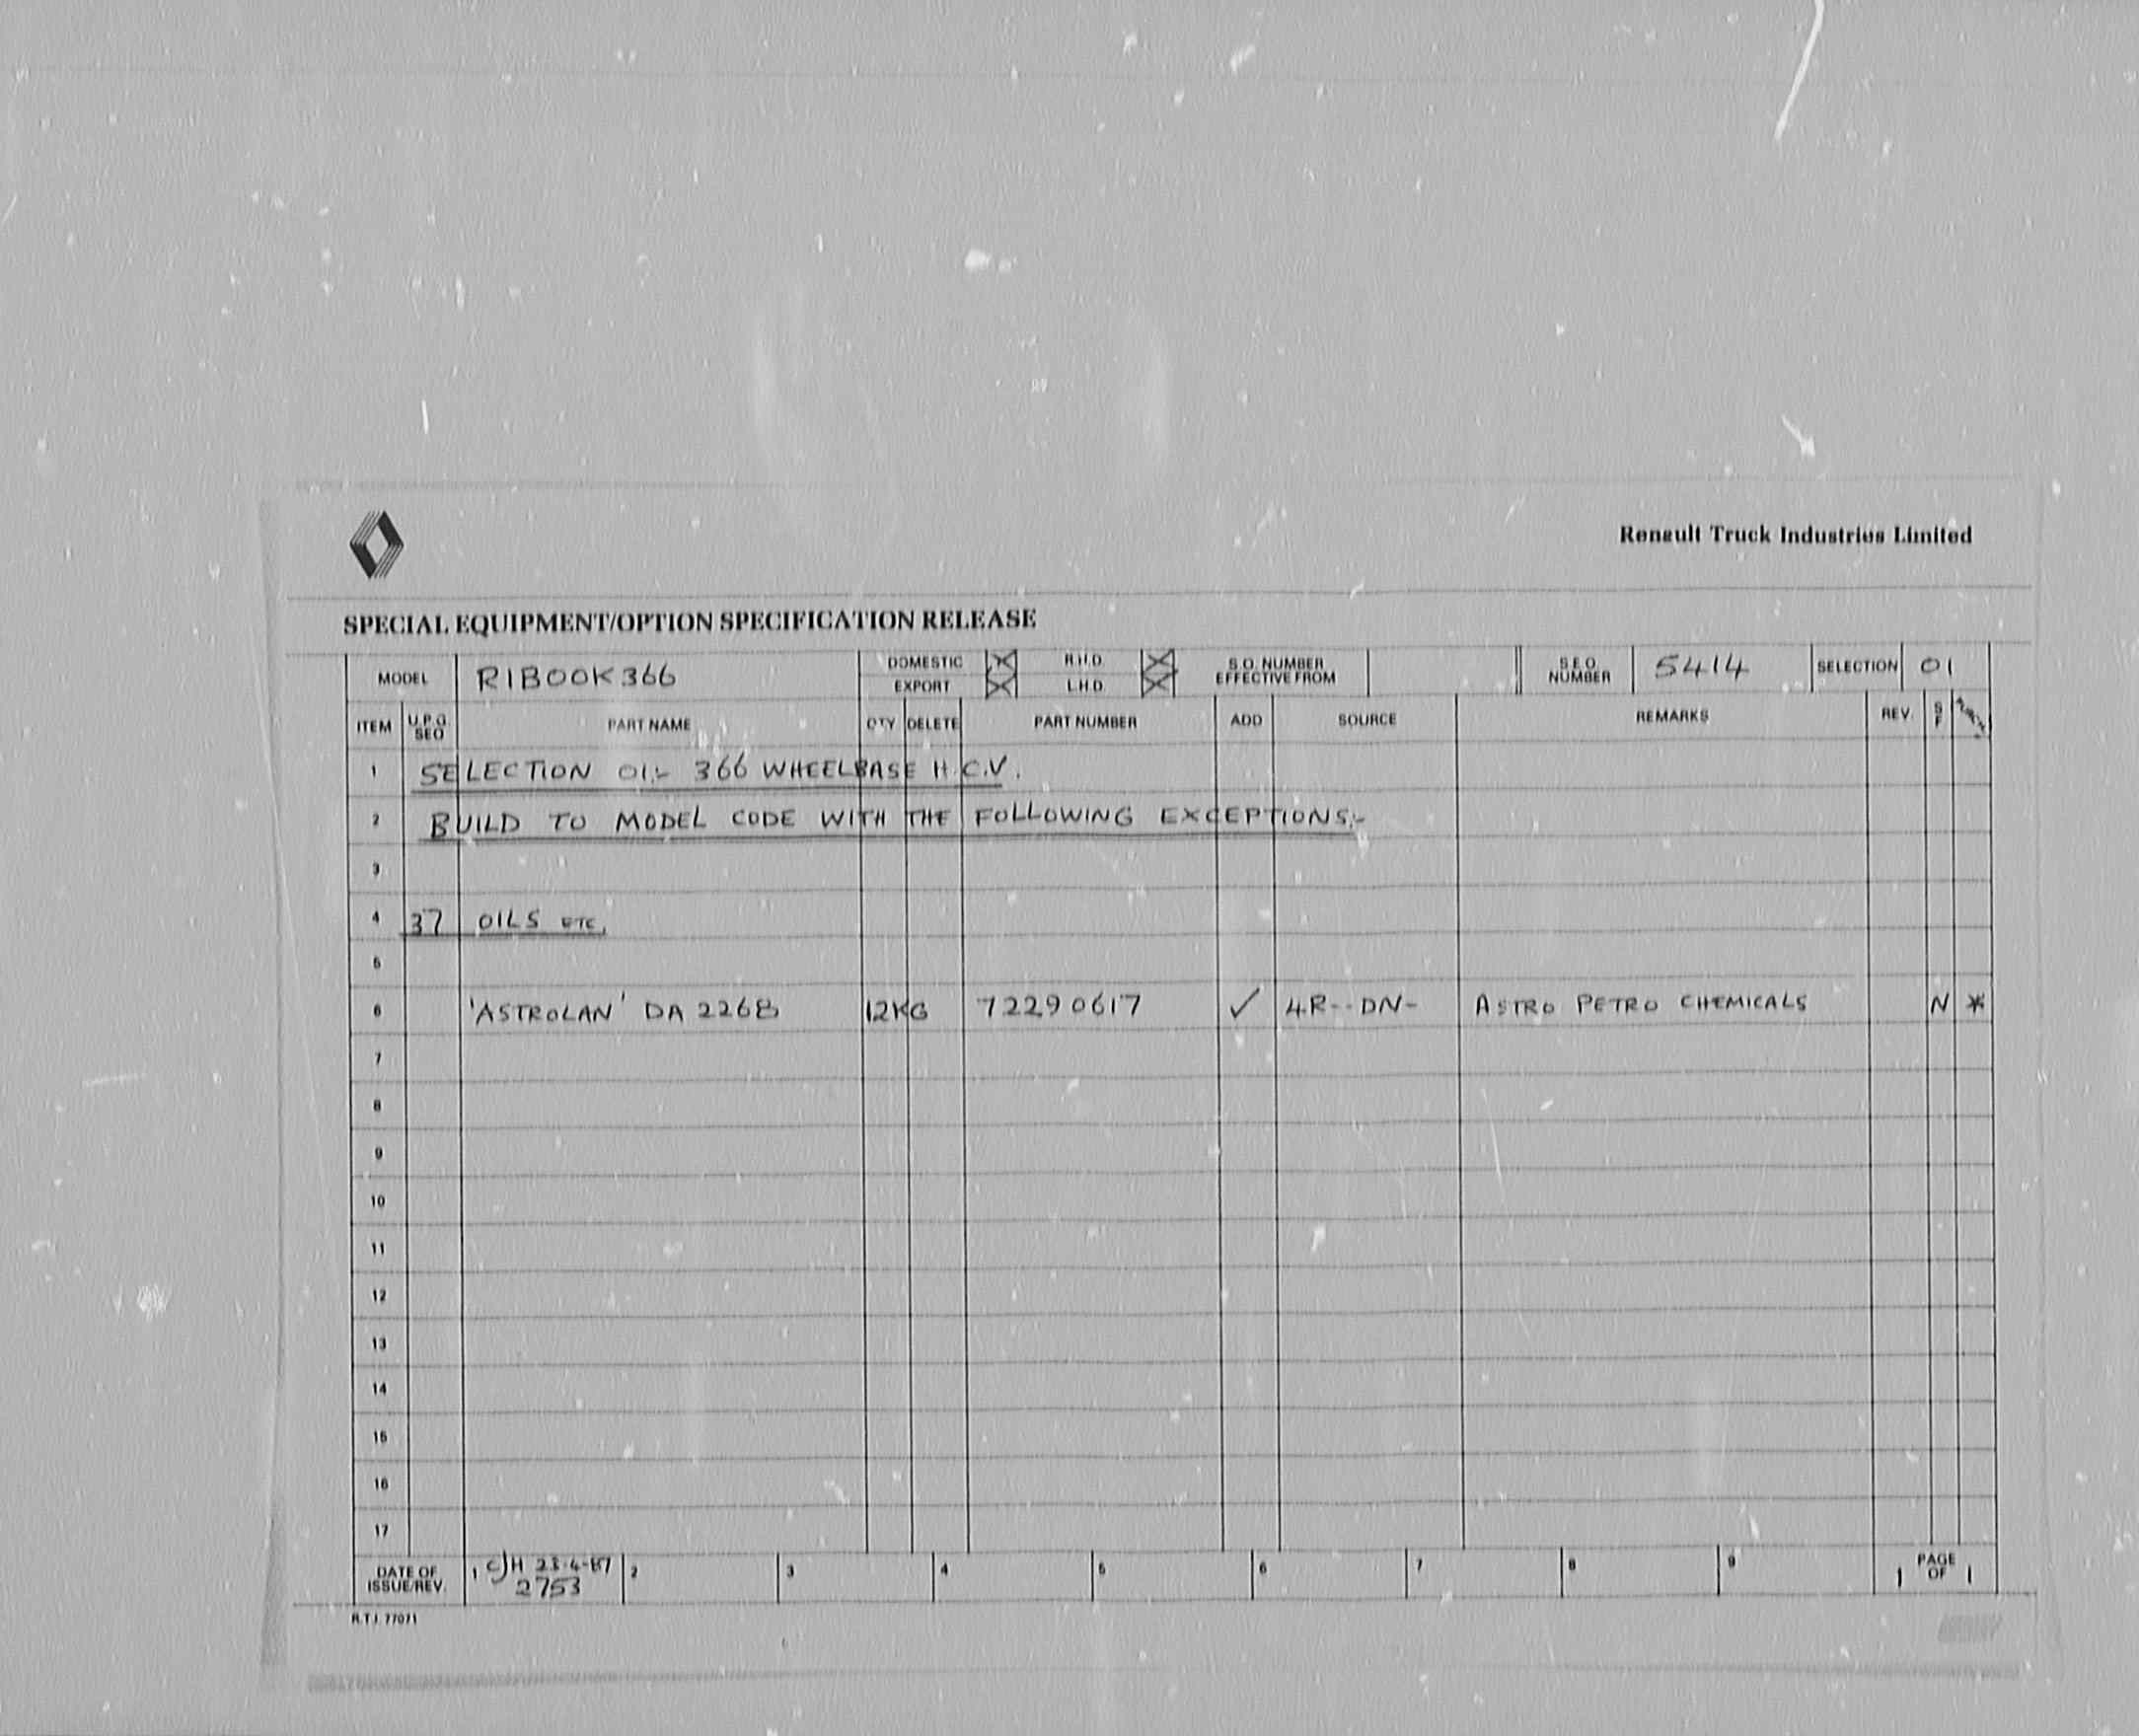 Renault Truck Industries Limited
SPECIAL EQUIPMENT/OPTION SPECIFICATION RELEASE
MODEL R1BOOK366 DOMESTIC R.H.D. S.O. NUMBER EFFECTIVE FROM S.E.O. NUMBER 5414 SELECTION 01
EXPORT L.H.D.
ITEM U.P.G. SEQ PART NAME QTY DELETE PART NUMBER ADD SOURCE REMARKS REV. S F
1 SELECTION 01:- 366 WHEELBASE H.C.V.
2 BUILD TO MODEL CODE WITH THE FOLLOWING EXCEPTIONS:-
3
4 37 OILS ETC.
5
6 'ASTROLAN' DA 2268 12KG 72290617 ✓ 4R--DN- ASTRO PETRO CHEMICALS N *
7
8
9
10
11
12
13
14
15
16
17
DATE OF ISSUE/REV. 1 CJH 23-4-87 2 3 4 5 6 7 8 9 1 PAGE OF 1
2753
R.T.I. 77071